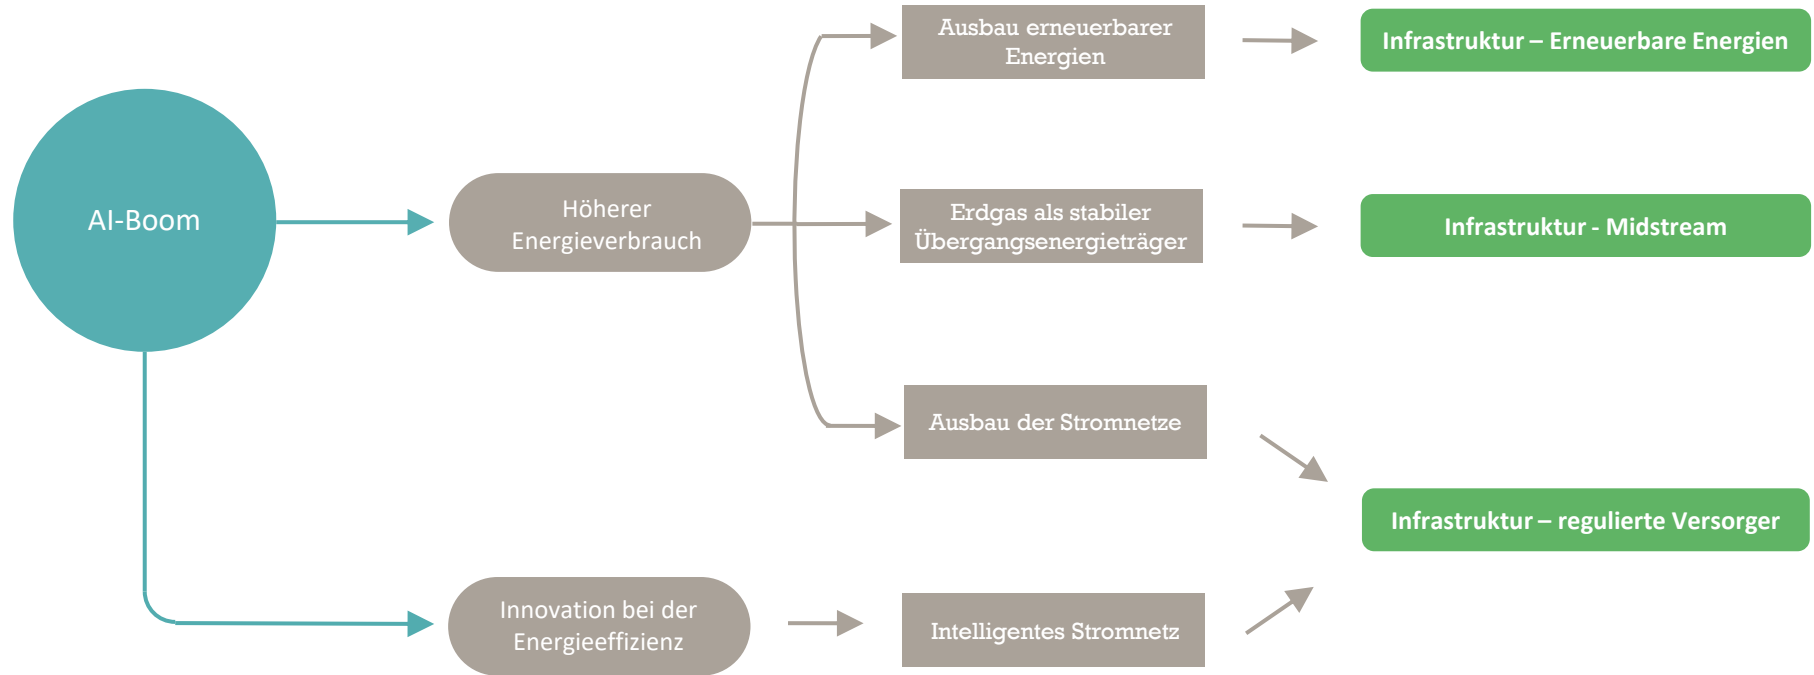 AI-Boom
Höherer
Energieverbrauch
Ausbau erneuerbarer
Energien
Infrastruktur – Erneuerbare Energien
Erdgas als stabiler
Übergangsenergieträger
Infrastruktur - Midstream
Ausbau der Stromnetze
Infrastruktur – regulierte Versorger
Innovation bei der
Energieeffizienz
Intelligentes Stromnetz